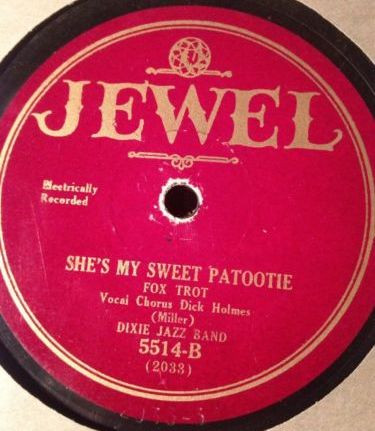 JEWEL
Electrically
Recorded
SHE'S MY SWEET PATOOTIE
FOX TROT
Vocal Chorus Dick Holmes
(Miller)
DIXIE JAZZ BAND
5514-B
(2033)